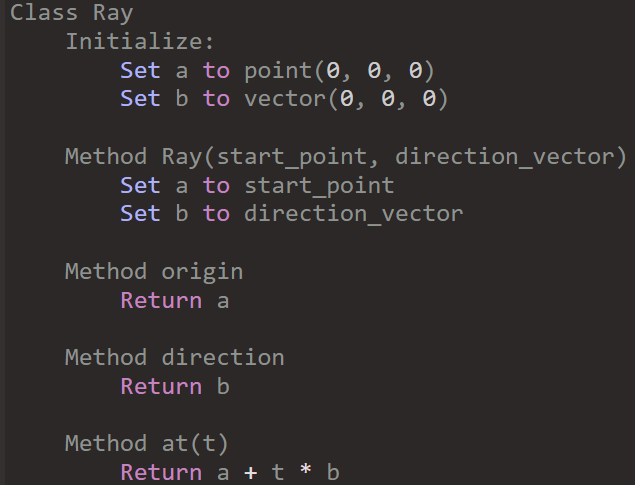 Class Ray
    Initialize:
        Set a to point(0, 0, 0)
        Set b to vector(0, 0, 0)

    Method Ray(start_point, direction_vector)
        Set a to start_point
        Set b to direction_vector

    Method origin
        Return a

    Method direction
        Return b

    Method at(t)
        Return a + t * b